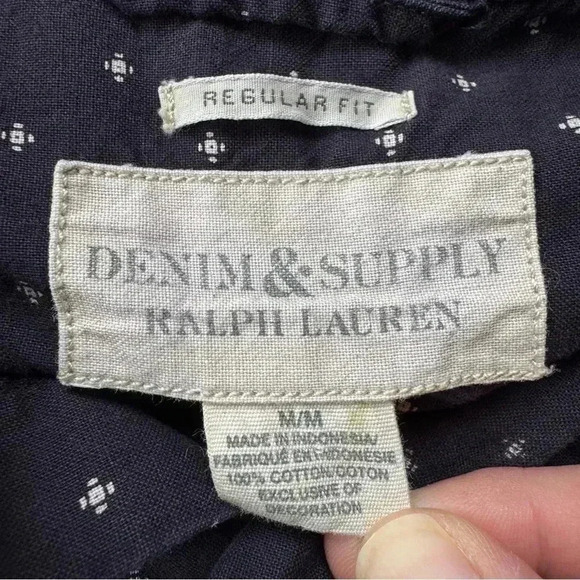 REGULAR FIT
DENIM & SUPPLY
RALPH LAUREN
M/M
MADE IN INDONESIA/
FABRIQUÉ EN INDONESIE
100% COTTON/COTON
EXCLUSIVE OF
DECORATION